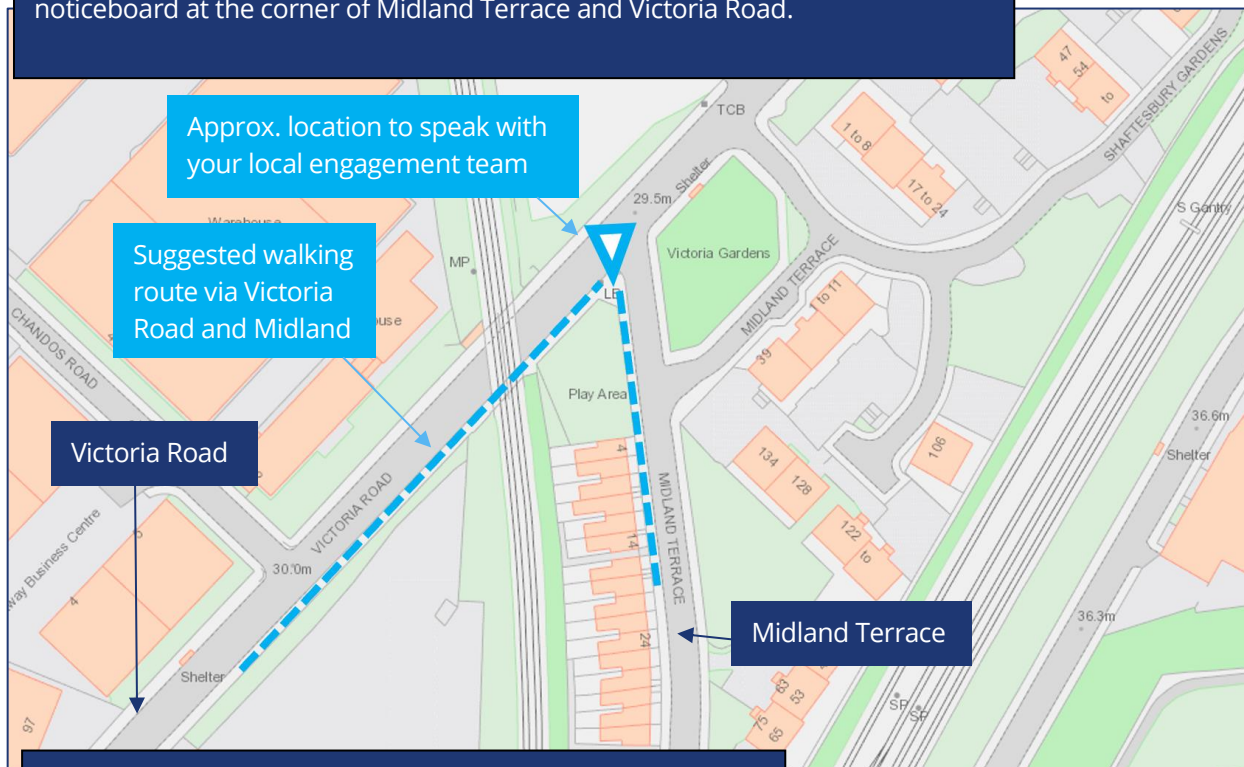 noticeboard at the corner of Midland Terrace and Victoria Road.
47
54
to
SHAFTESBURY GARDENS
TCB
1 to 8
17 to 24
Approx. location to speak with
your local engagement team
Shelter
29.5m
S Gantry
Warehouse
Victoria Gardens
Suggested walking
route via Victoria
Road and Midland
MP
MIDLAND TERRACE
LB
1 to 11
CHANDOS ROAD
39
Play Area
36.6m
Shelter
Victoria Road
4
134
128
106
VICTORIA ROAD
MIDLAND TERRACE
14
122
to
way Business Centre
5
4
30.0m
36.3m
24
Midland Terrace
Shelter
63
53
75
65
SP
SP
97